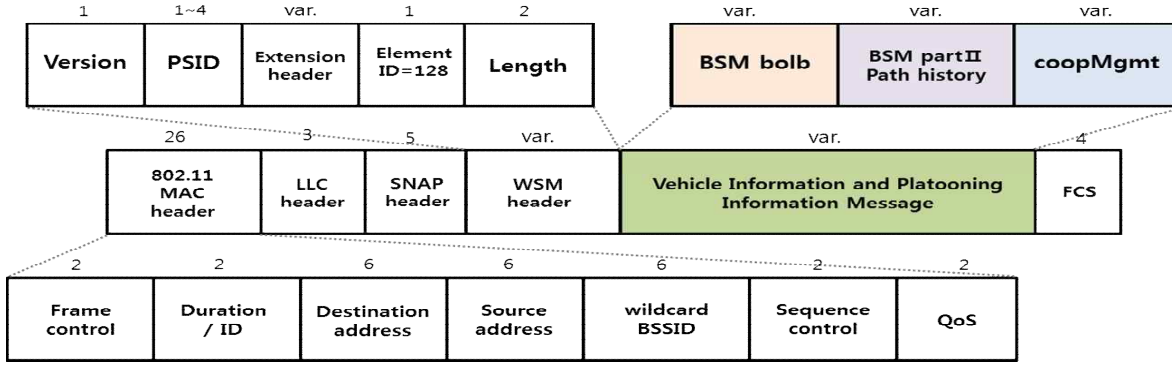 1 1~4 var. 1 2 var. var. var.
Version PSID Extension header Element ID=128 Length BSM bolb BSM partⅡ Path history coopMgmt
26 3 5 var. var. 4
802.11 MAC header LLC header SNAP header WSM header Vehicle Information and Platooning Information Message FCS
2 2 6 6 6 2 2
Frame control Duration / ID Destination address Source address wildcard BSSID Sequence control QoS